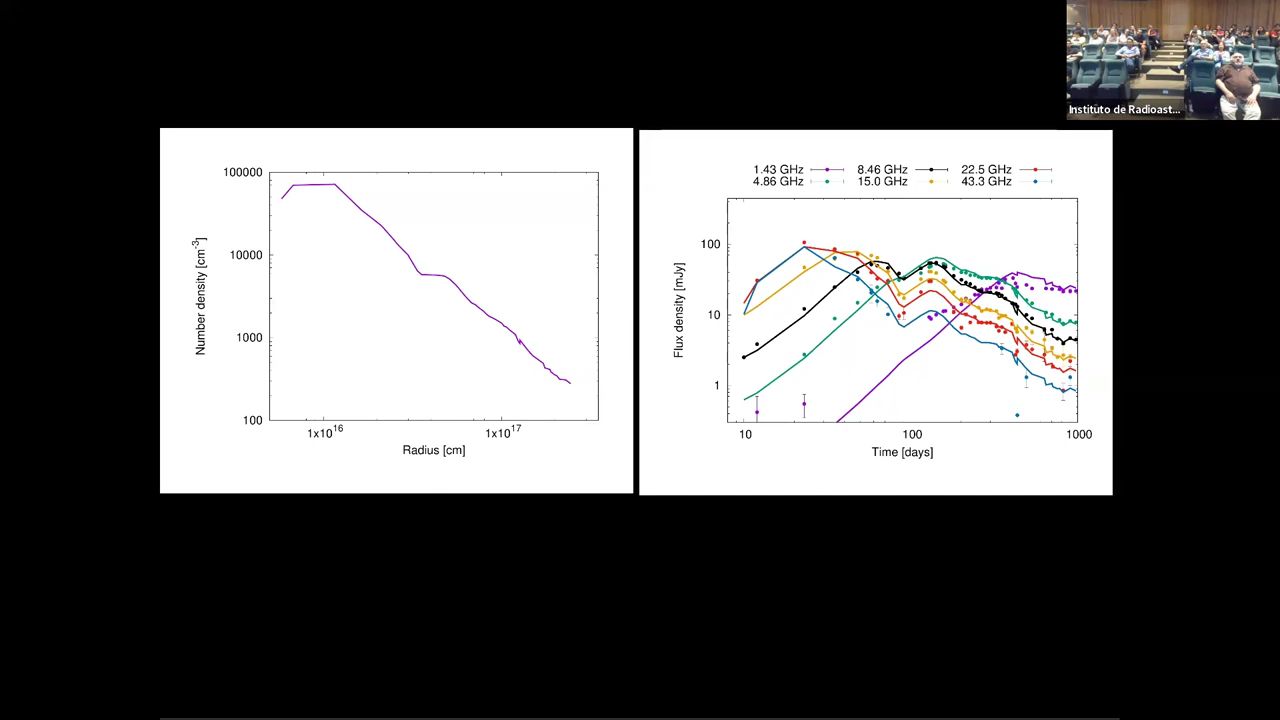 Instituto de Radioast...
100000
10000
1000
100
1x10^16
1x10^17
Number density [cm^-3]
Radius [cm]
1.43 GHz
8.46 GHz
22.5 GHz
4.86 GHz
15.0 GHz
43.3 GHz
100
10
1
10
100
1000
Flux density [mJy]
Time [days]